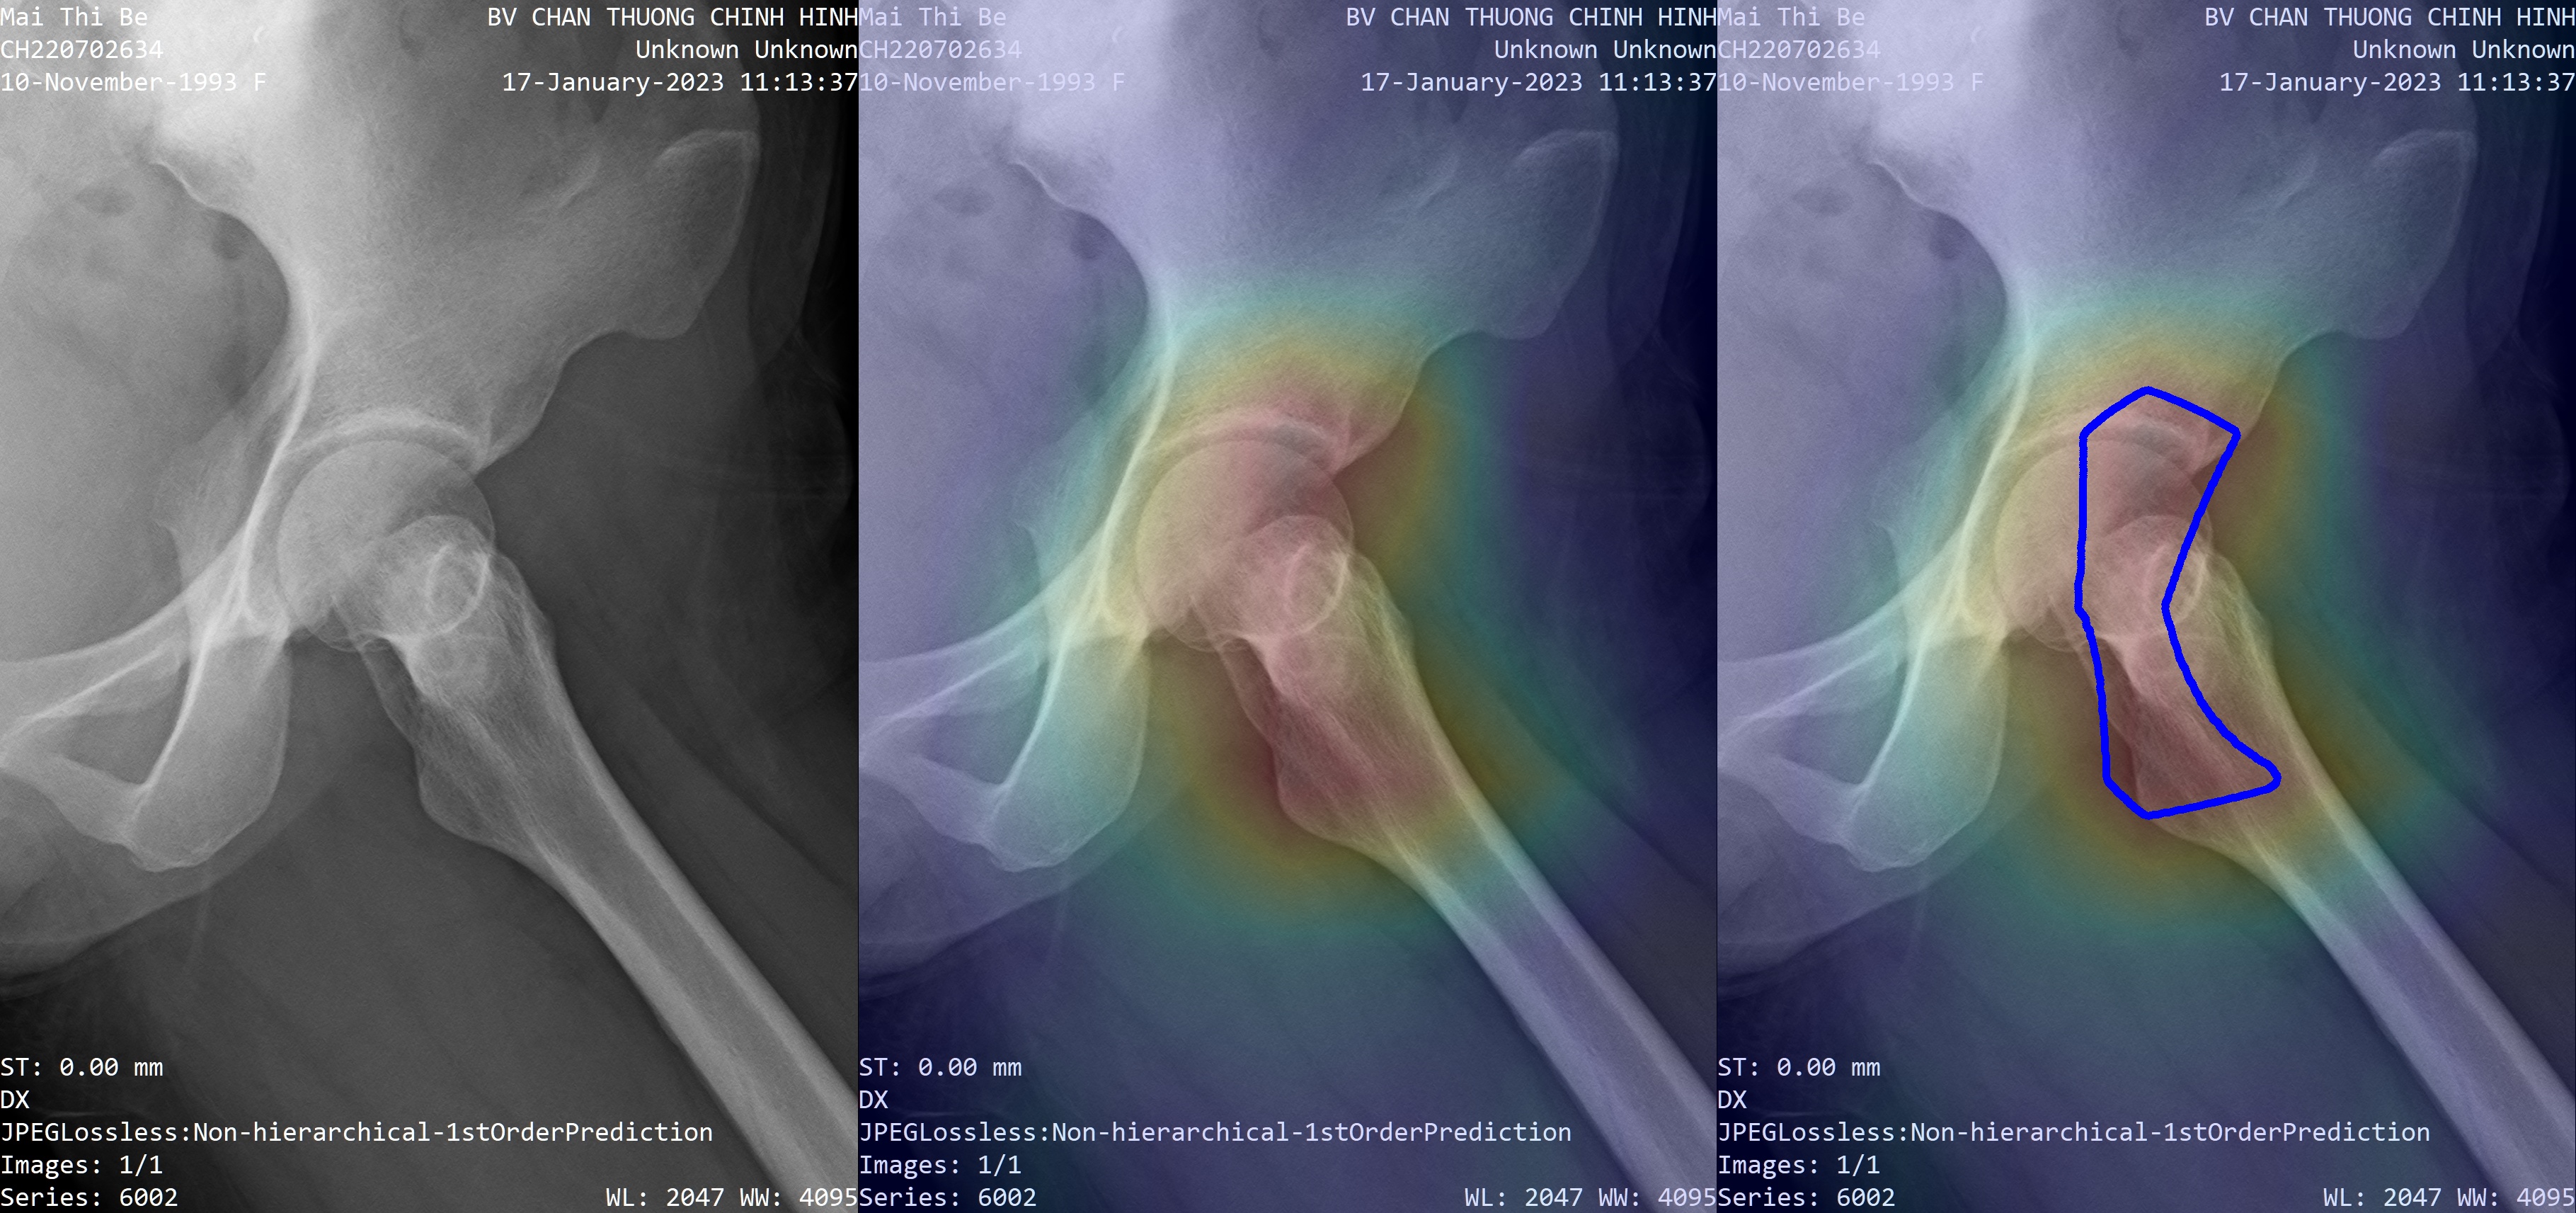 Mai Thi Be
CH220702634
10-November-1993 F
BV CHAN THUONG CHINH HINH
Unknown Unknown
17-January-2023 11:13:37
ST: 0.00 mm
DX
JPEGLossless:Non-hierarchical-1stOrderPrediction
Images: 1/1
Series: 6002
WL: 2047 WW: 4095
Mai Thi Be
CH220702634
10-November-1993 F
BV CHAN THUONG CHINH HINH
Unknown Unknown
17-January-2023 11:13:37
ST: 0.00 mm
DX
JPEGLossless:Non-hierarchical-1stOrderPrediction
Images: 1/1
Series: 6002
WL: 2047 WW: 4095
Mai Thi Be
CH220702634
10-November-1993 F
BV CHAN THUONG CHINH HINH
Unknown Unknown
17-January-2023 11:13:37
ST: 0.00 mm
DX
JPEGLossless:Non-hierarchical-1stOrderPrediction
Images: 1/1
Series: 6002
WL: 2047 WW: 4095